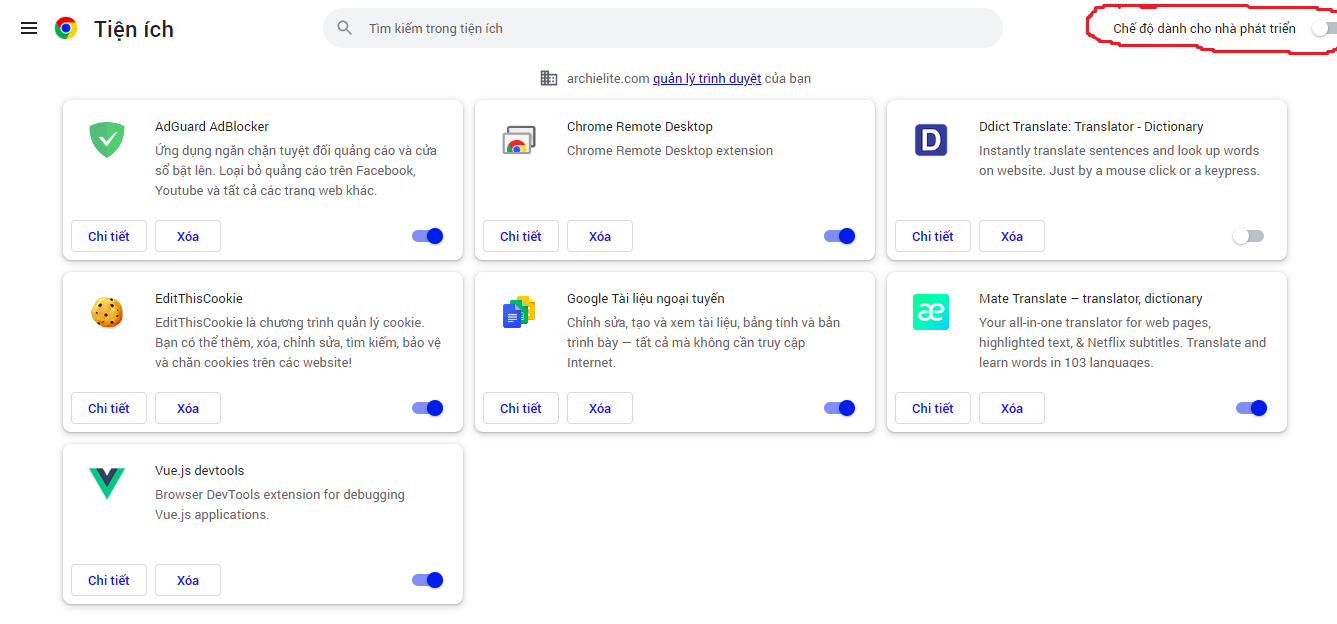 Tiện ích
Tìm kiếm trong tiện ích
Chế độ dành cho nhà phát triển
archielite.com quản lý trình duyệt của bạn
AdGuard AdBlocker
Ứng dụng ngăn chặn tuyệt đối quảng cáo và cửa
sổ bật lên. Loại bỏ quảng cáo trên Facebook,
Youtube và tất cả các trang web khác.
Chi tiết
Xóa
Chrome Remote Desktop
Chrome Remote Desktop extension
Chi tiết
Xóa
D
Ddict Translate: Translator - Dictionary
Instantly translate sentences and look up words
on website. Just by a mouse click or a keypress.
Chi tiết
Xóa
EditThisCookie
EditThisCookie là chương trình quản lý cookie.
Bạn có thể thêm, xóa, chỉnh sửa, tìm kiếm, bảo vệ
và chăn cookies trên các website!
Chi tiết
Xóa
Google Tài liệu ngoại tuyến
Chỉnh sửa, tạo và xem tài liệu, bảng tính và bản
trình bày — tất cả mà không cần truy cập
Internet.
Chi tiết
Xóa
æ
Mate Translate – translator, dictionary
Your all-in-one translator for web pages,
highlighted text, & Netflix subtitles. Translate and
learn words in 103 languages.
Chi tiết
Xóa
Vue.js devtools
Browser DevTools extension for debugging
Vue.js applications.
Chi tiết
Xóa